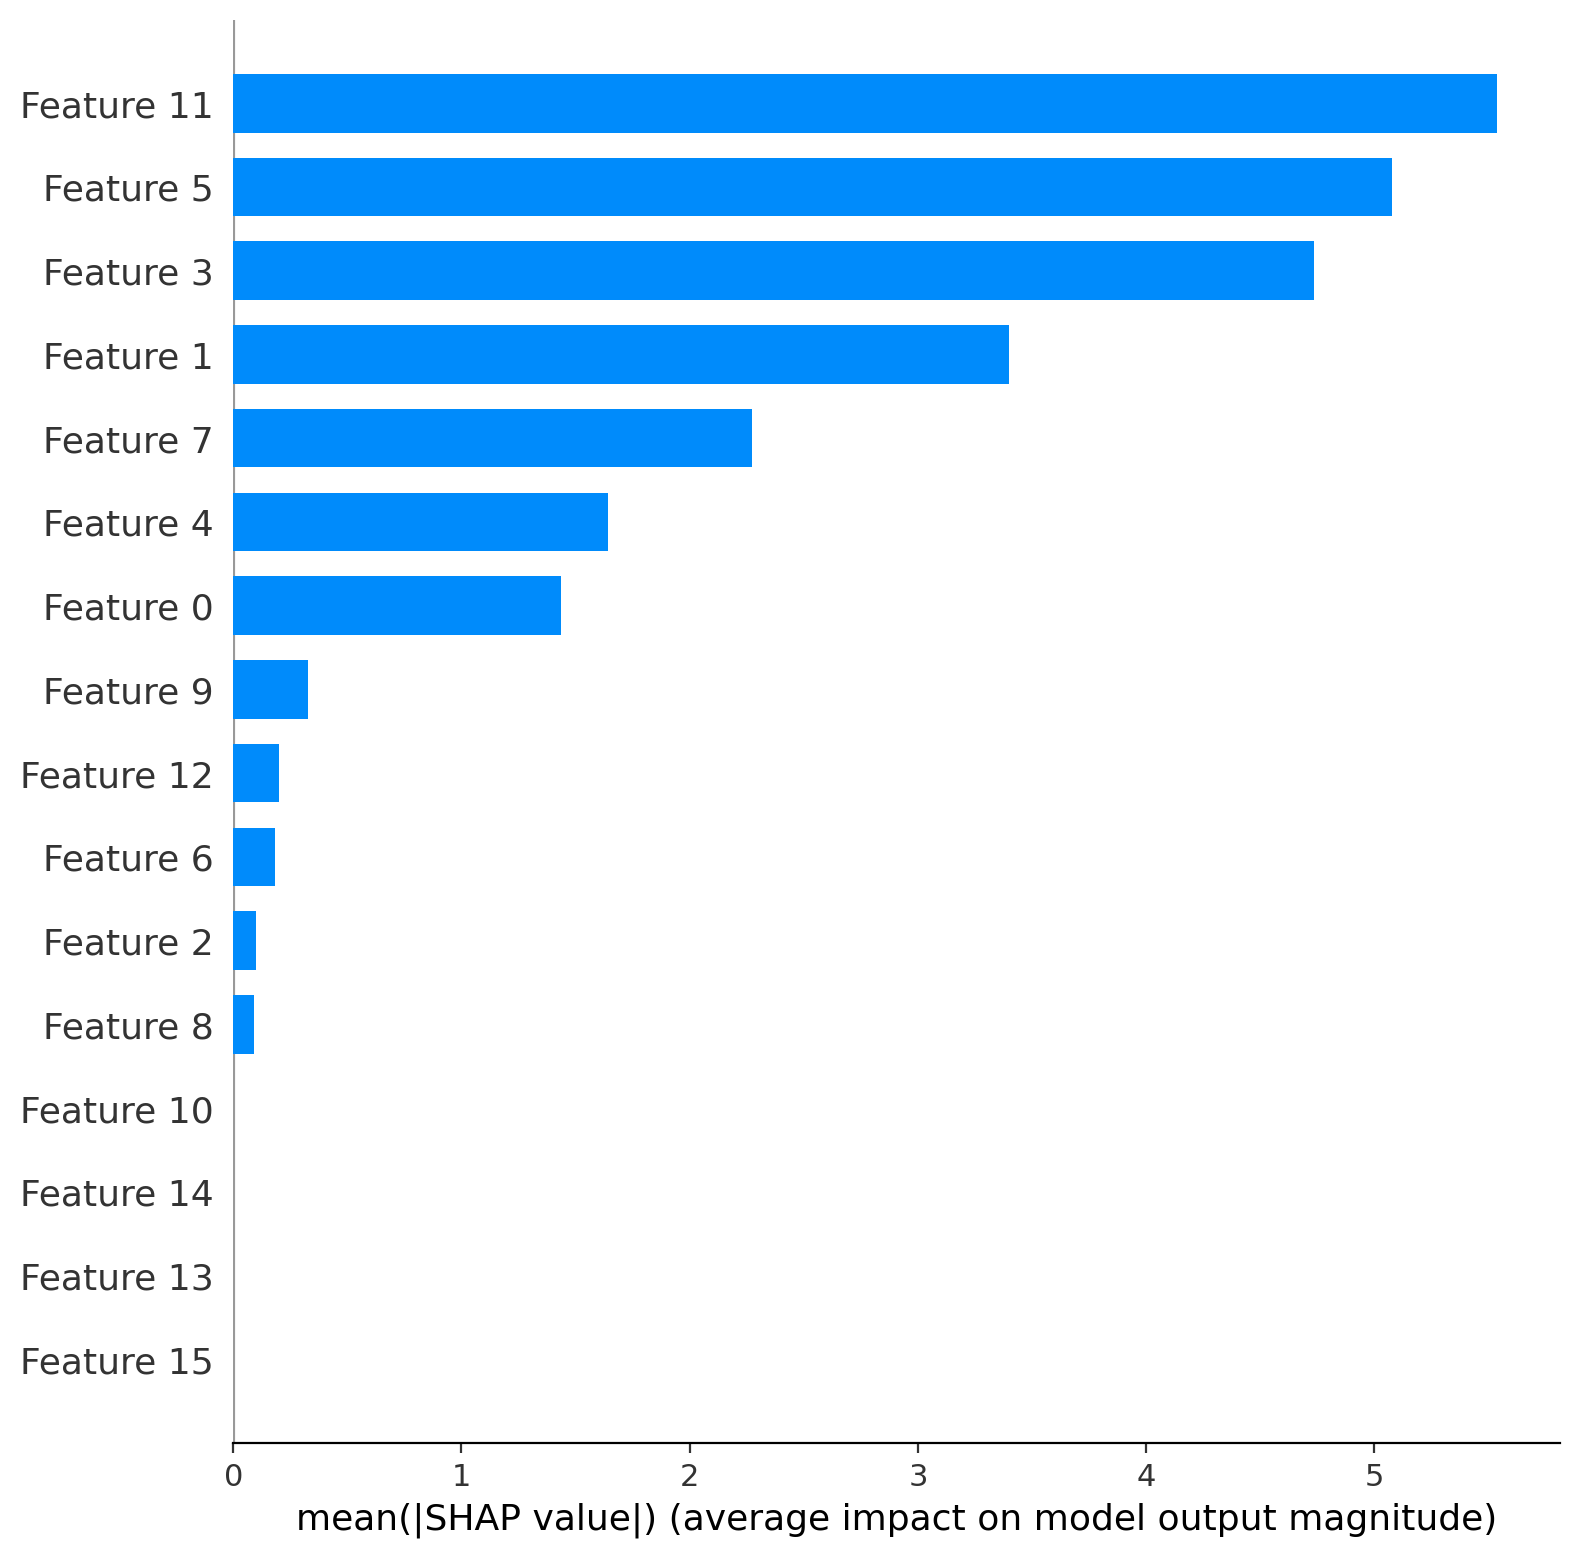 Feature 11
Feature 5
Feature 3
Feature 1
Feature 7
Feature 4
Feature 0
Feature 9
Feature 12
Feature 6
Feature 2
Feature 8
Feature 10
Feature 14
Feature 13
Feature 15
0 1 2 3 4 5
mean(|SHAP value|) (average impact on model output magnitude)